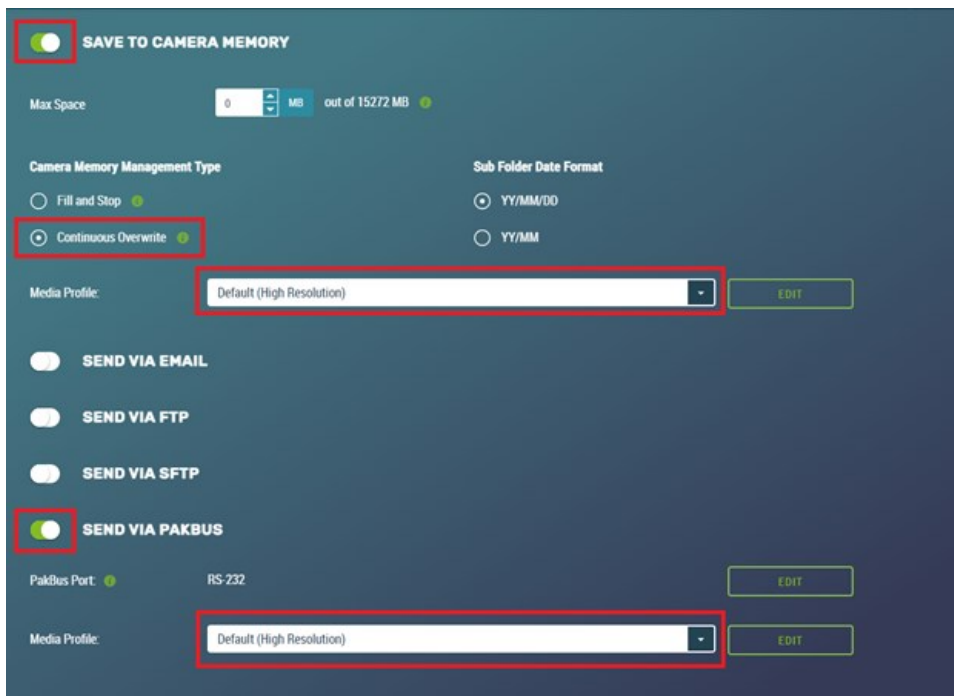 SAVE TO CAMERA MEMORY
Max Space 0 MB out of 15272 MB
Camera Memory Management Type Sub Folder Date Format
Fill and Stop YY/MM/DD
Continuous Overwrite YY/MM
Media Profile: Default (High Resolution) EDIT
SEND VIA EMAIL
SEND VIA FTP
SEND VIA SFTP
SEND VIA PAKBUS
PakBus Port: RS-232 EDIT
Media Profile: Default (High Resolution) EDIT